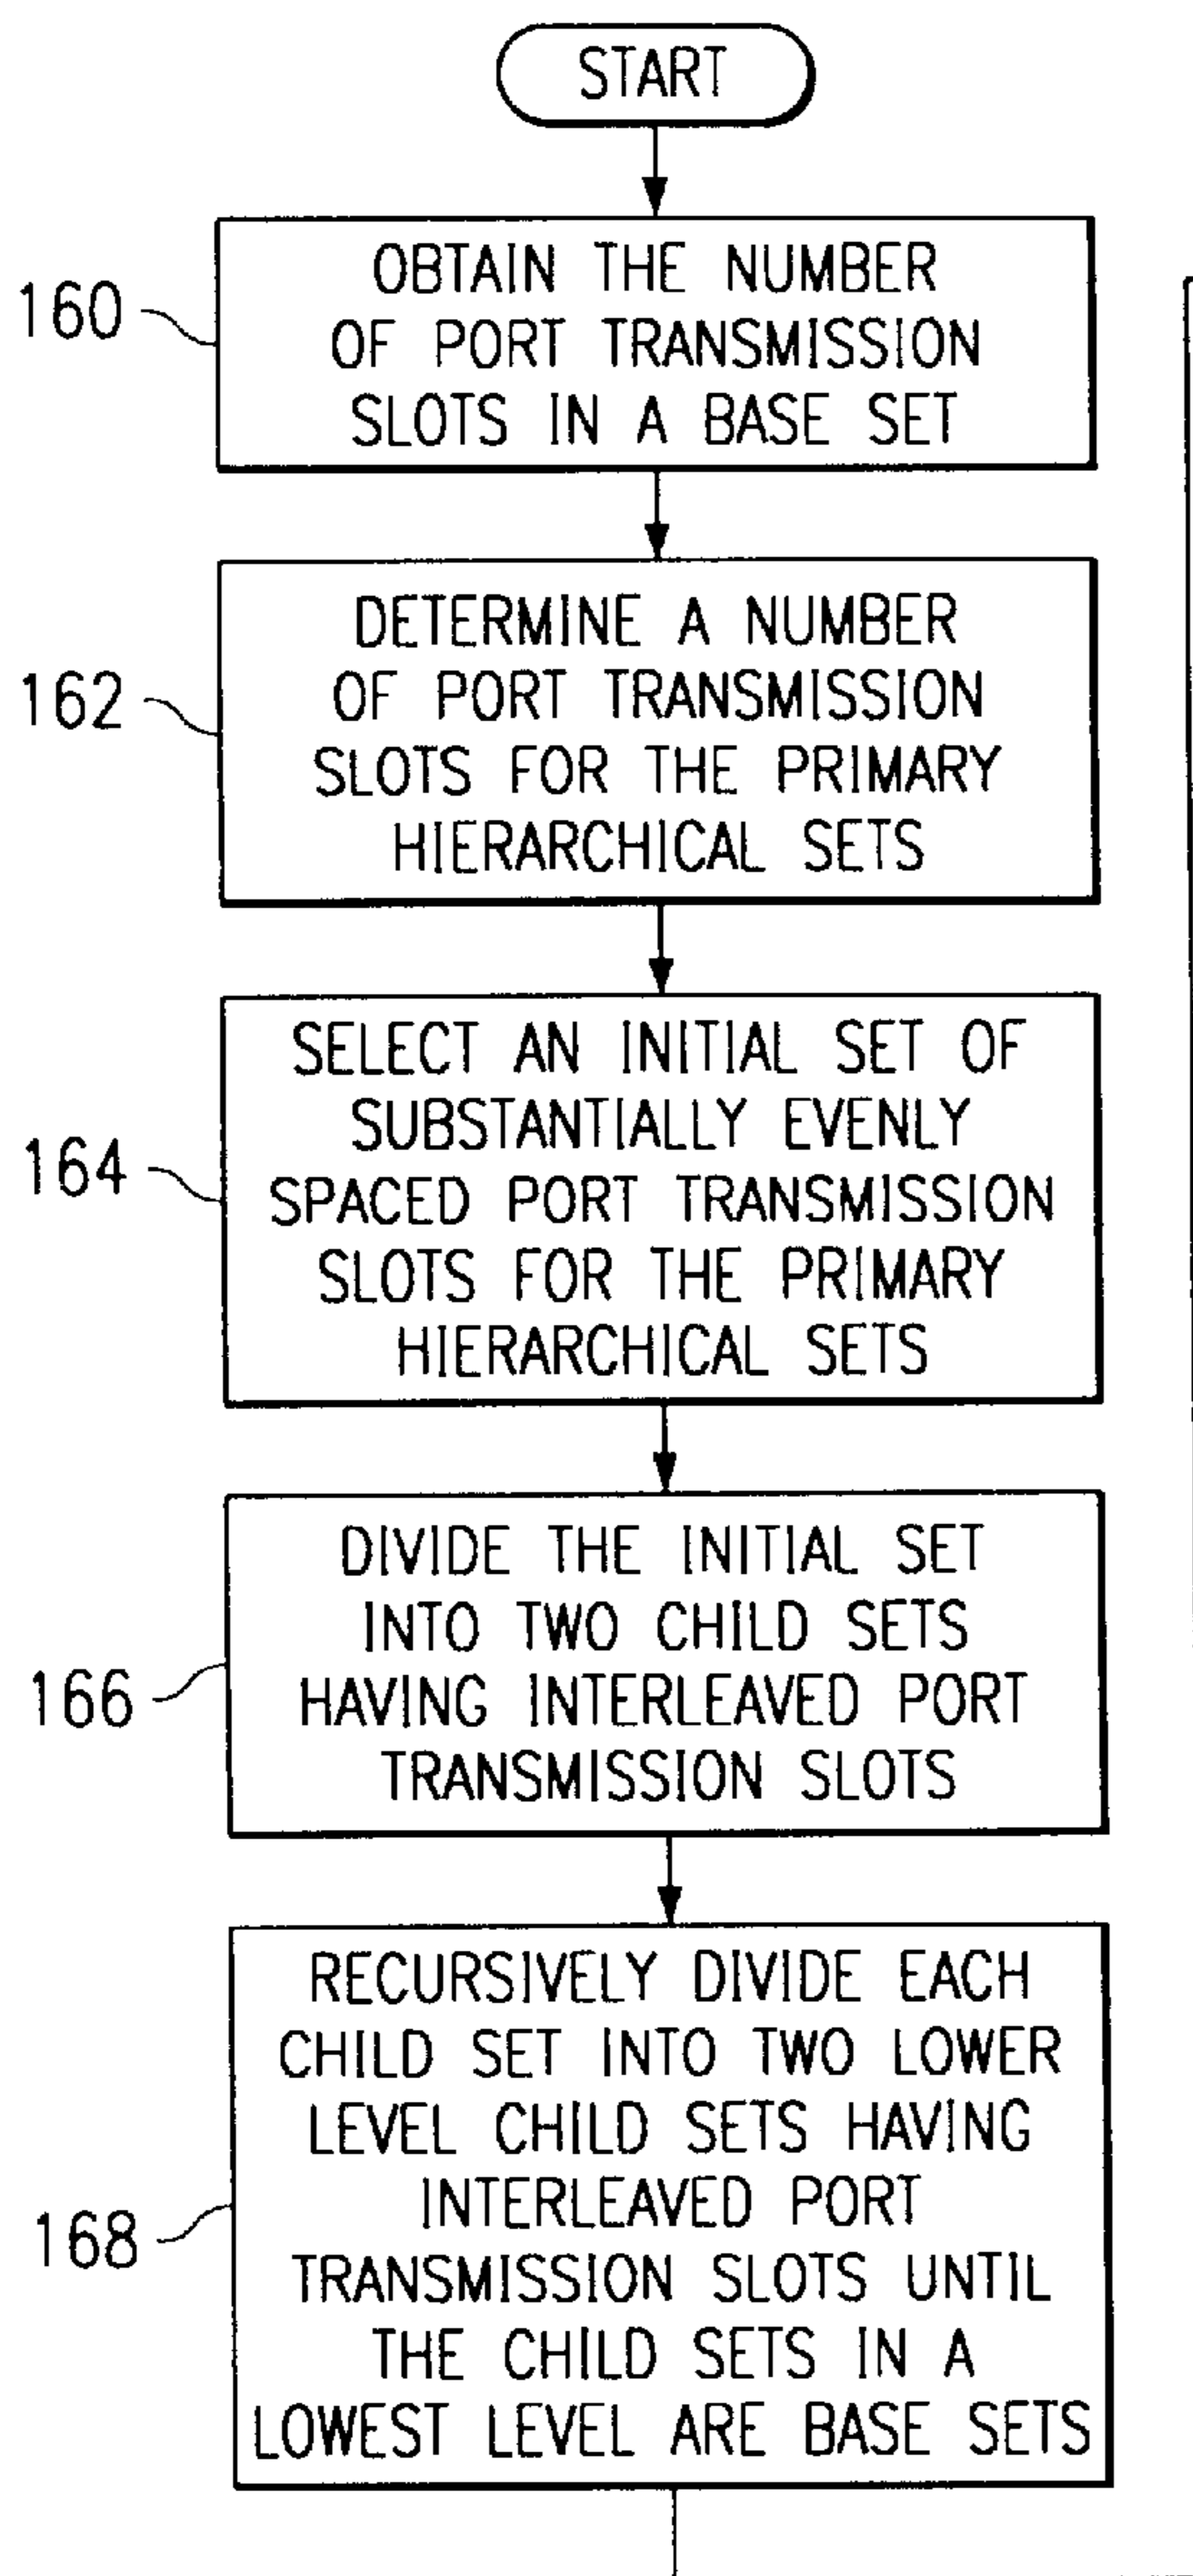 START
160
OBTAIN THE NUMBER
OF PORT TRANSMISSION
SLOTS IN A BASE SET
162
DETERMINE A NUMBER
OF PORT TRANSMISSION
SLOTS FOR THE PRIMARY
HIERARCHICAL SETS
164
SELECT AN INITIAL SET OF
SUBSTANTIALLY EVENLY
SPACED PORT TRANSMISSION
SLOTS FOR THE PRIMARY
HIERARCHICAL SETS
166
DIVIDE THE INITIAL SET
INTO TWO CHILD SETS
HAVING INTERLEAVED PORT
TRANSMISSION SLOTS
168
RECURSIVELY DIVIDE EACH
CHILD SET INTO TWO LOWER
LEVEL CHILD SETS HAVING
INTERLEAVED PORT
TRANSMISSION SLOTS UNTIL
THE CHILD SETS IN A
LOWEST LEVEL ARE BASE SETS